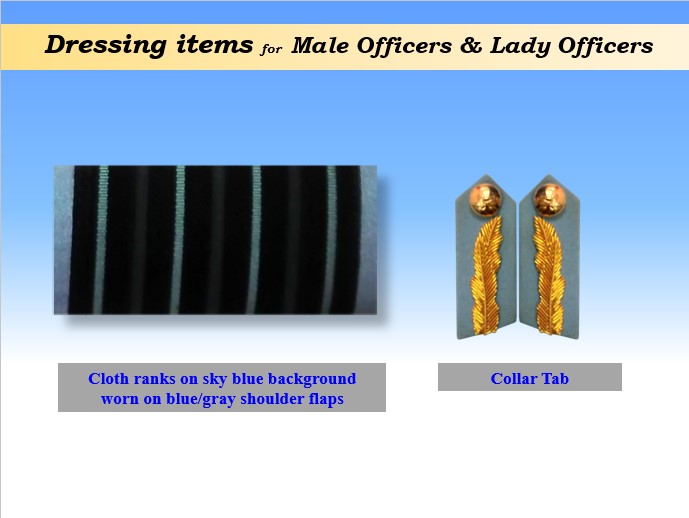 Dressing items for Male Officers & Lady Officers
Cloth ranks on sky blue background
worn on blue/gray shoulder flaps
Collar Tab